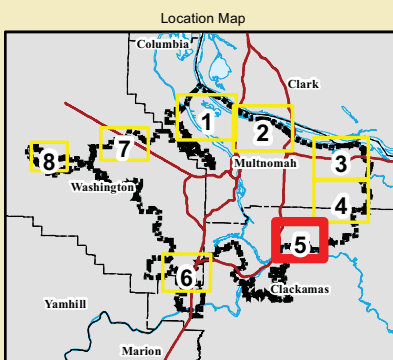 Location Map
Columbia
Clark
1
2
Multnomah
3
7
8
Washington
4
5
6
Clackamas
Yamhill
Marion